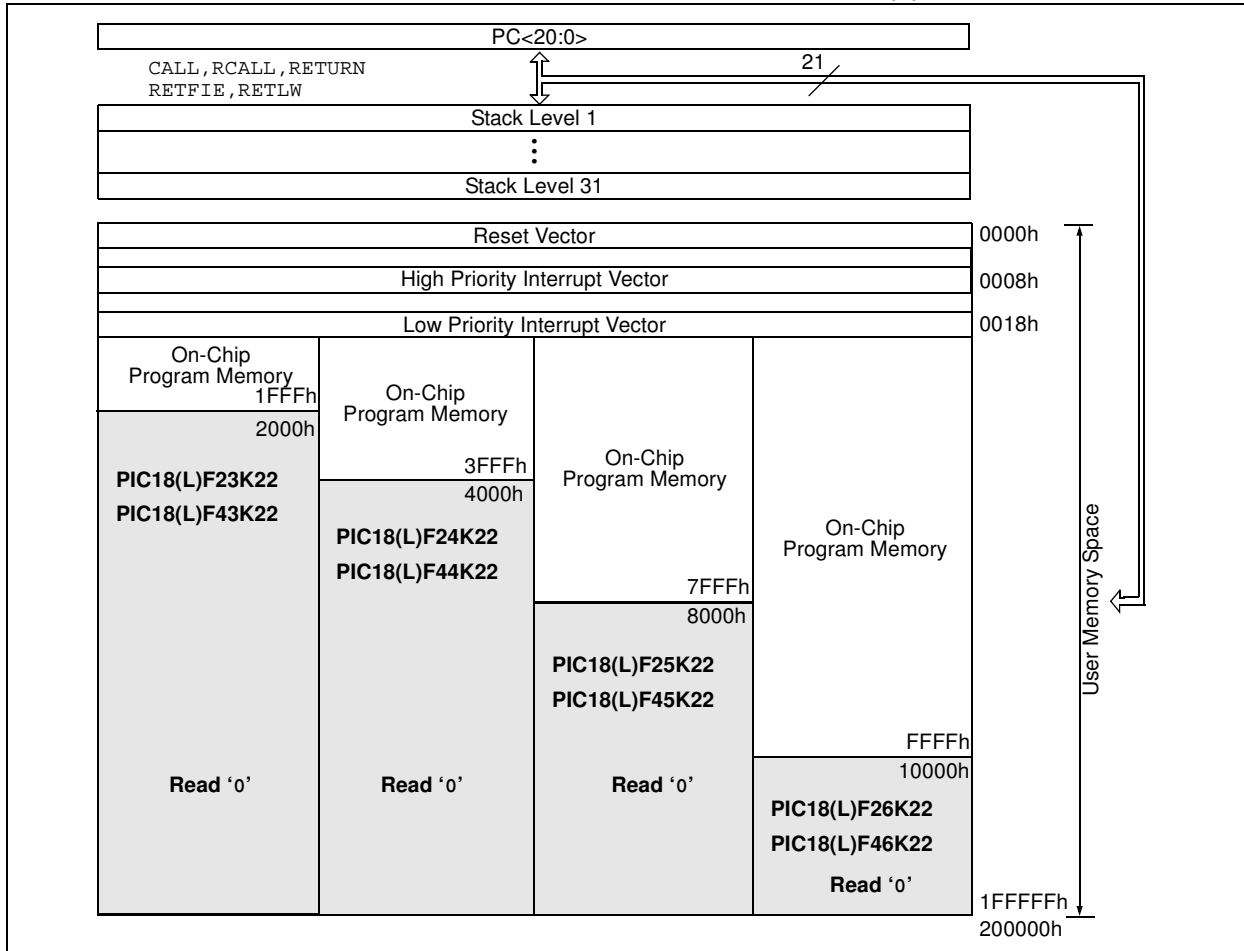 PC<20:0>
CALL,RCALL,RETURN
RETFIE,RETLW
21
Stack Level 1
Stack Level 31
Reset Vector
0000h
High Priority Interrupt Vector
0008h
Low Priority Interrupt Vector
0018h
On-Chip
Program Memory
1FFFh
2000h
PIC18(L)F23K22
PIC18(L)F43K22
Read ‘0’
On-Chip
Program Memory
3FFFh
4000h
PIC18(L)F24K22
PIC18(L)F44K22
Read ‘0’
On-Chip
Program Memory
7FFFh
8000h
PIC18(L)F25K22
PIC18(L)F45K22
Read ‘0’
On-Chip
Program Memory
FFFFh
10000h
PIC18(L)F26K22
PIC18(L)F46K22
Read ‘0’
1FFFFFh
200000h
User Memory Space